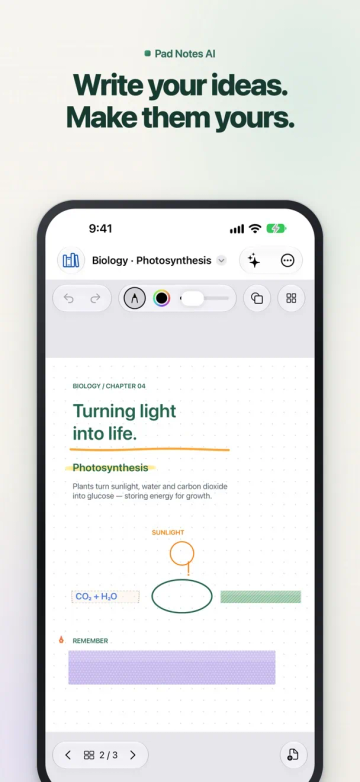 Pad Notes AI
Write your ideas.
Make them yours.
9:41
Biology · Photosynthesis
BIOLOGY / CHAPTER 04
Turning light
into life.
Photosynthesis
Plants turn sunlight, water and carbon dioxide
into glucose — storing energy for growth.
SUNLIGHT
CO₂ + H₂O
REMEMBER
2 / 3